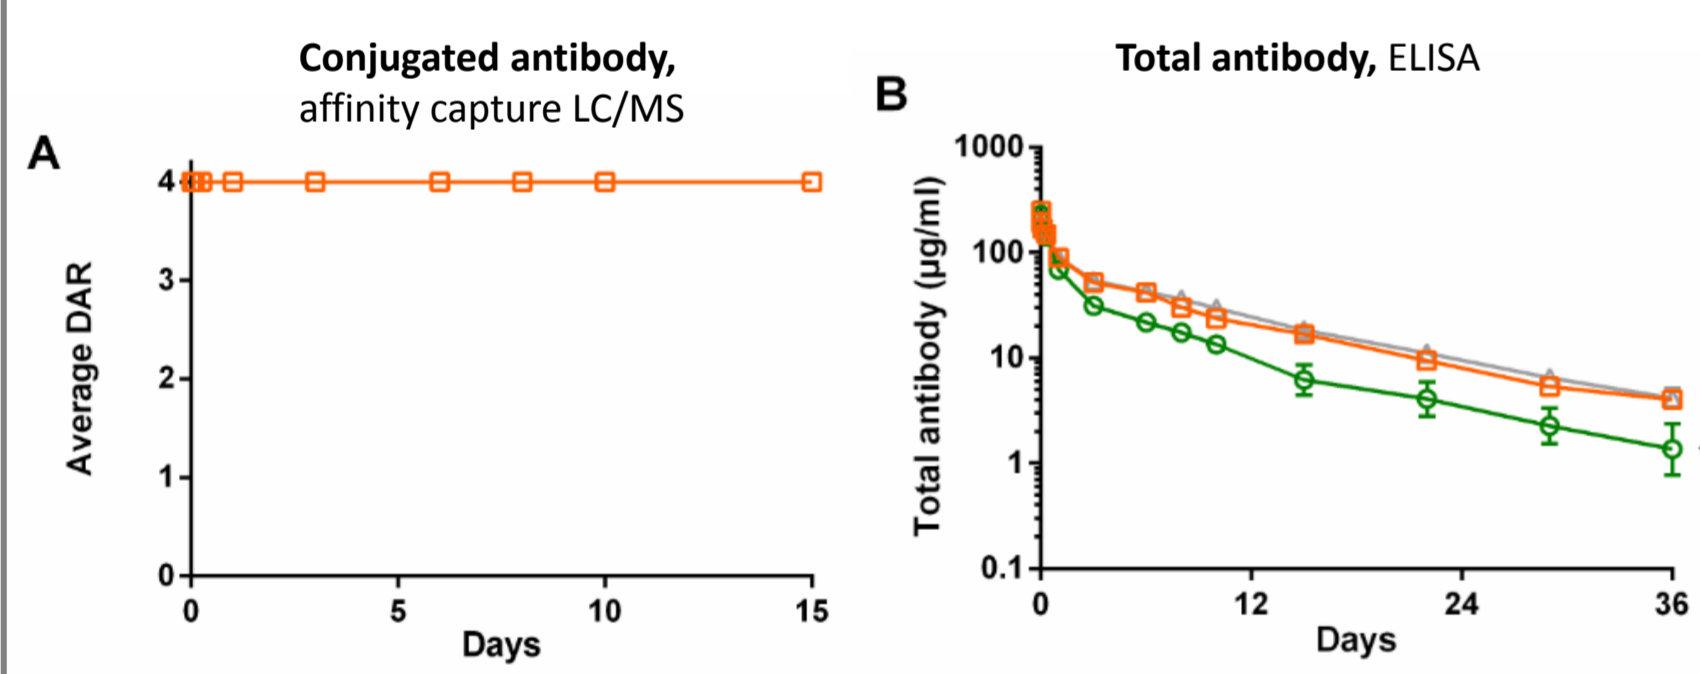 Conjugated antibody,
affinity capture LC/MS
A
4
3
2
1
0
Average DAR
0 5 10 15
Days
Total antibody, ELISA
B
1000
100
10
1
0.1
Total antibody (µg/ml)
0 12 24 36
Days